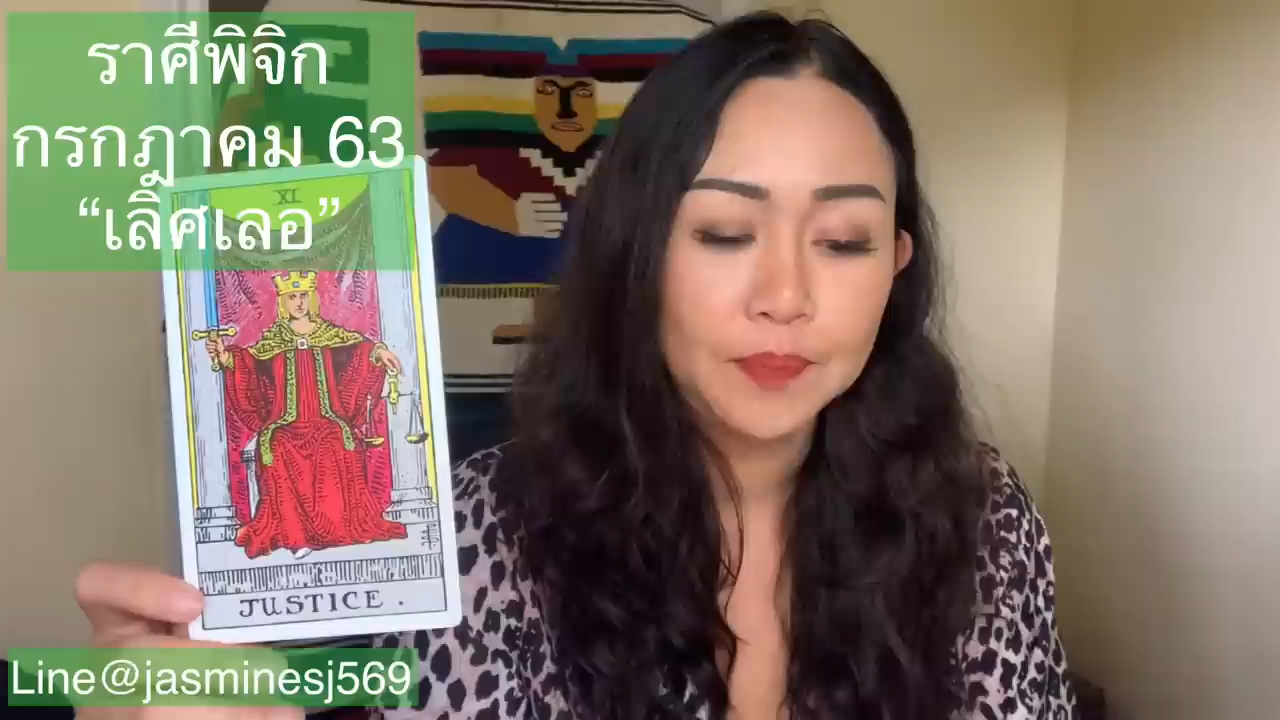 ราศีพิจิก
กรกฎาคม 63
“เลิศเลอ”
XI
JUSTICE .
Line@jasminesj569